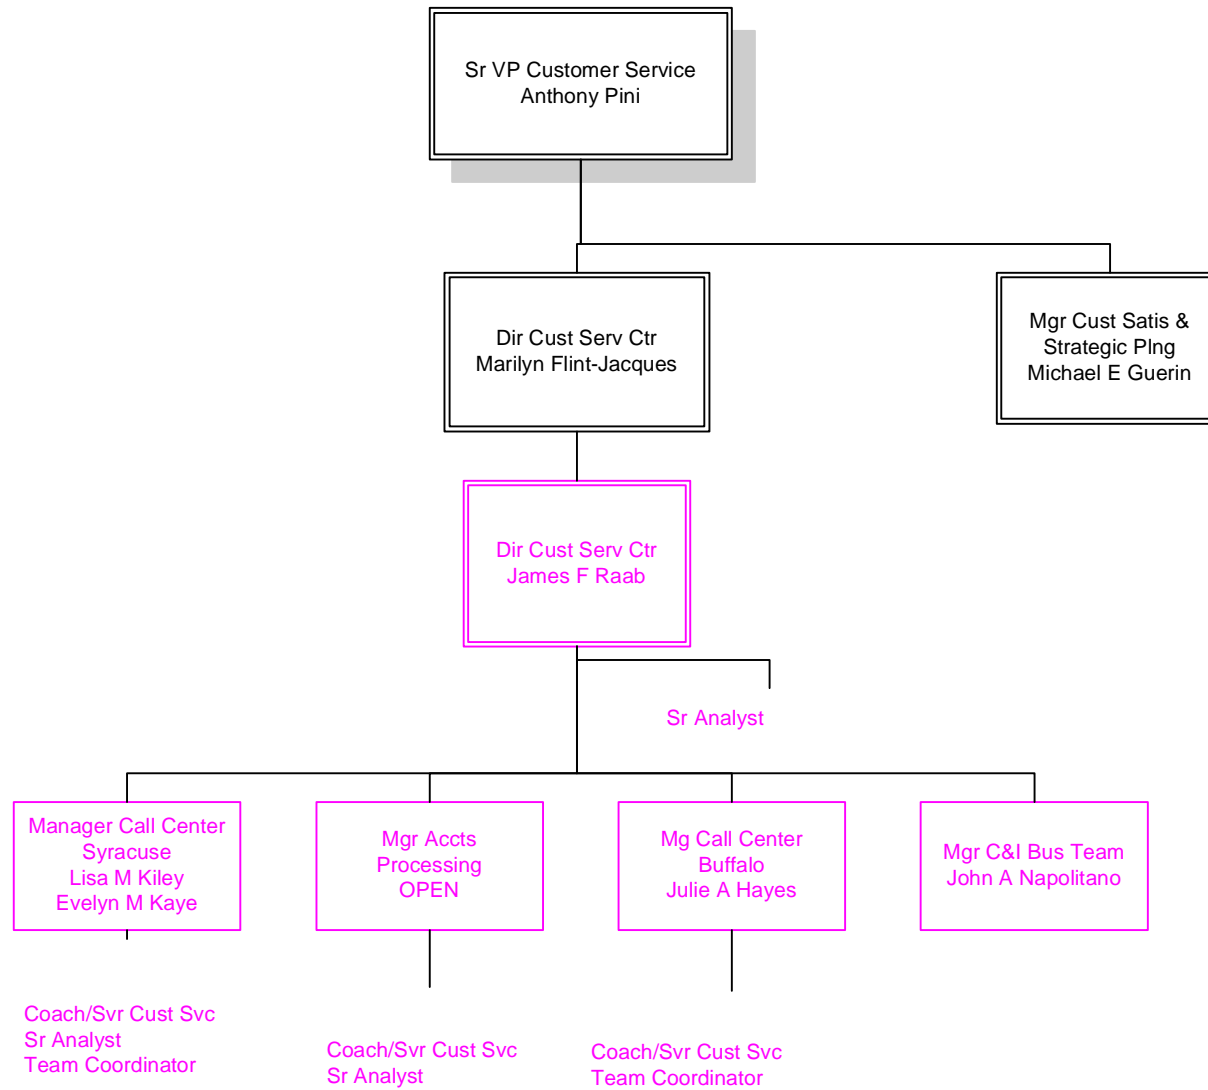 Sr VP Customer Service
Anthony Pini
Dir Cust Serv Ctr
Marilyn Flint-Jacques
Mgr Cust Satis &
Strategic Plng
Michael E Guerin
Dir Cust Serv Ctr
James F Raab
Sr Analyst
Manager Call Center
Syracuse
Lisa M Kiley
Evelyn M Kaye
Mgr Accts
Processing
OPEN
Mg Call Center
Buffalo
Julie A Hayes
Mgr C&I Bus Team
John A Napolitano
Coach/Svr Cust Svc
Sr Analyst
Team Coordinator
Coach/Svr Cust Svc
Sr Analyst
Coach/Svr Cust Svc
Team Coordinator